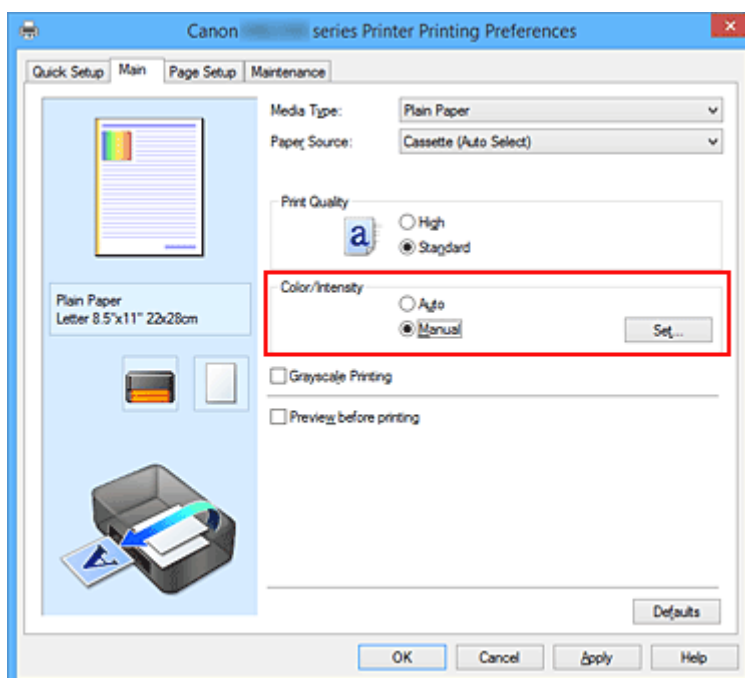 Canon series Printer Printing Preferences
Quick Setup Main Page Setup Maintenance
Media Type: Plain Paper
Paper Source: Cassette (Auto Select)
Print Quality
a
High
Standard
Color/Intensity
Auto
Manual
Set...
Plain Paper
Letter 8.5"x11" 22x28cm
Grayscale Printing
Preview before printing
A
Defaults
OK Cancel Apply Help